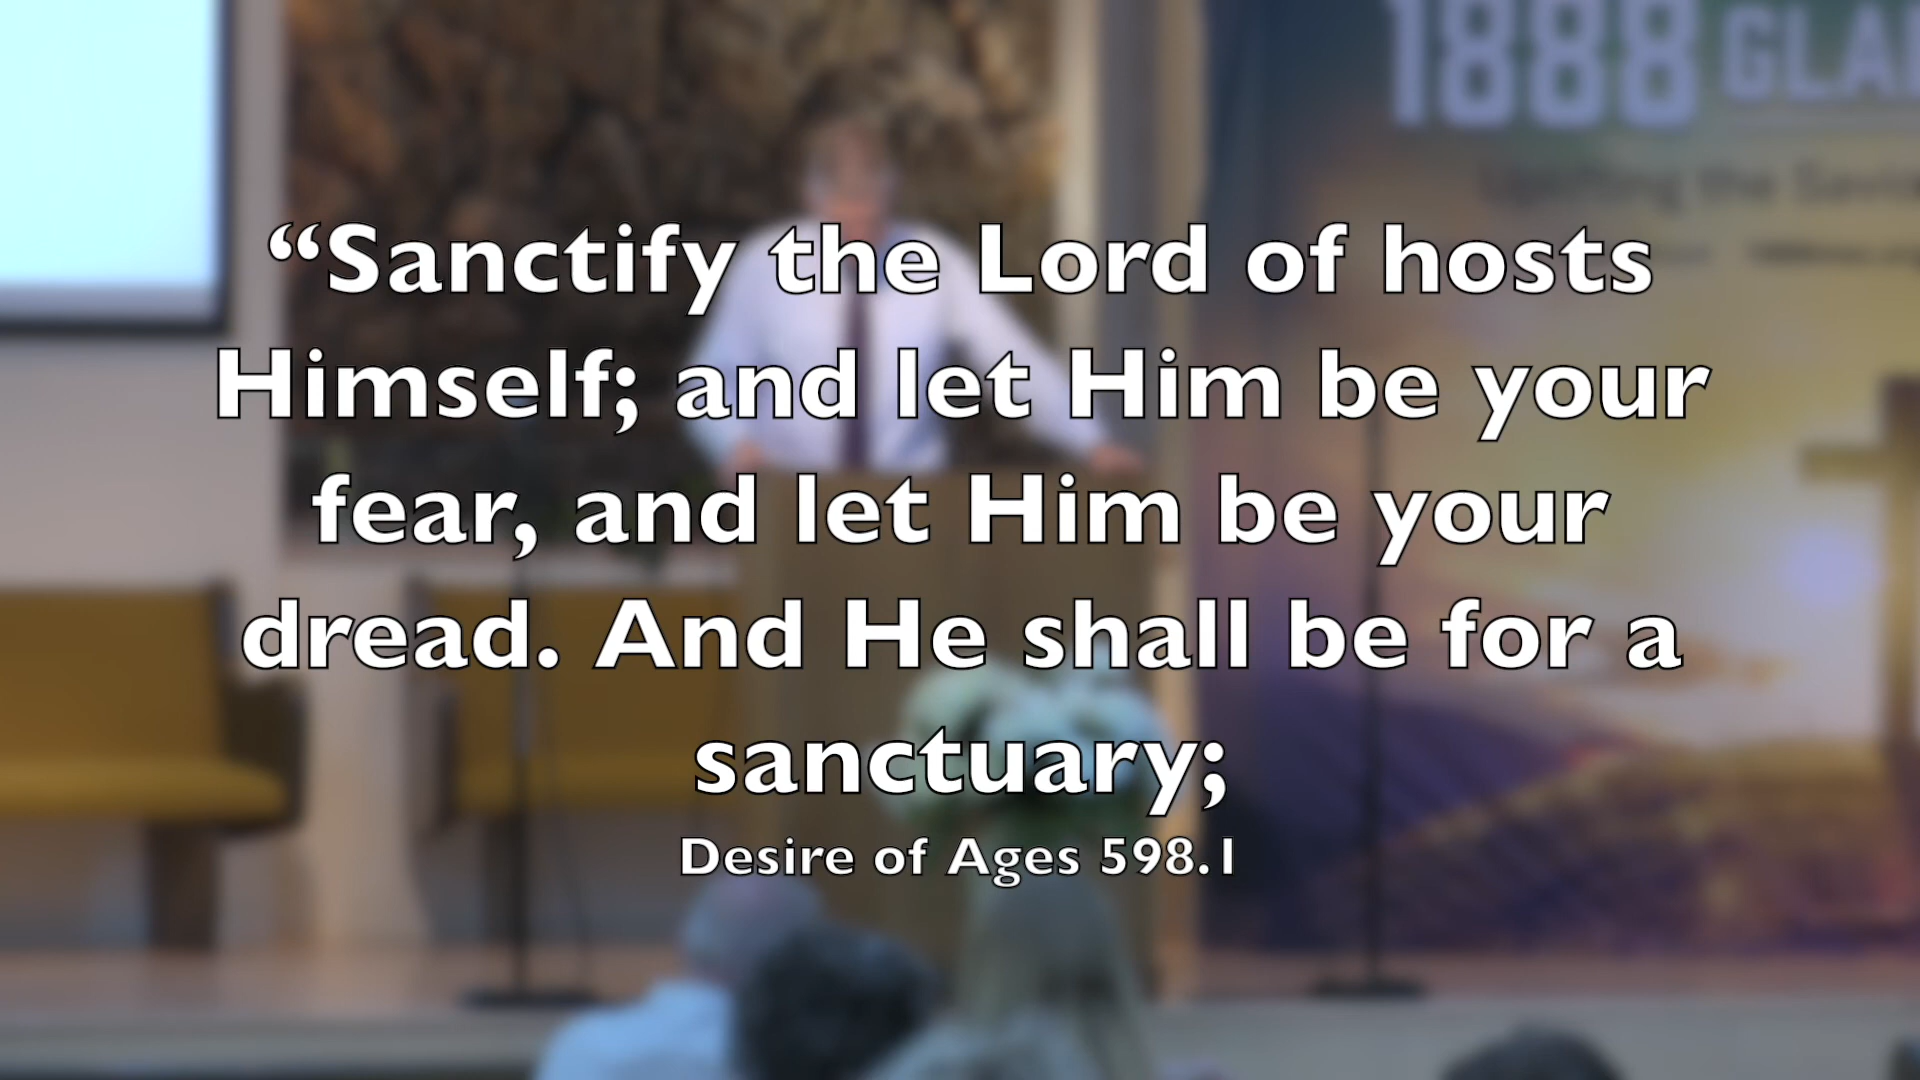 1888 GLA
“Sanctify the Lord of hosts
Himself; and let Him be your
fear, and let Him be your
dread. And He shall be for a
sanctuary;
Desire of Ages 598.1